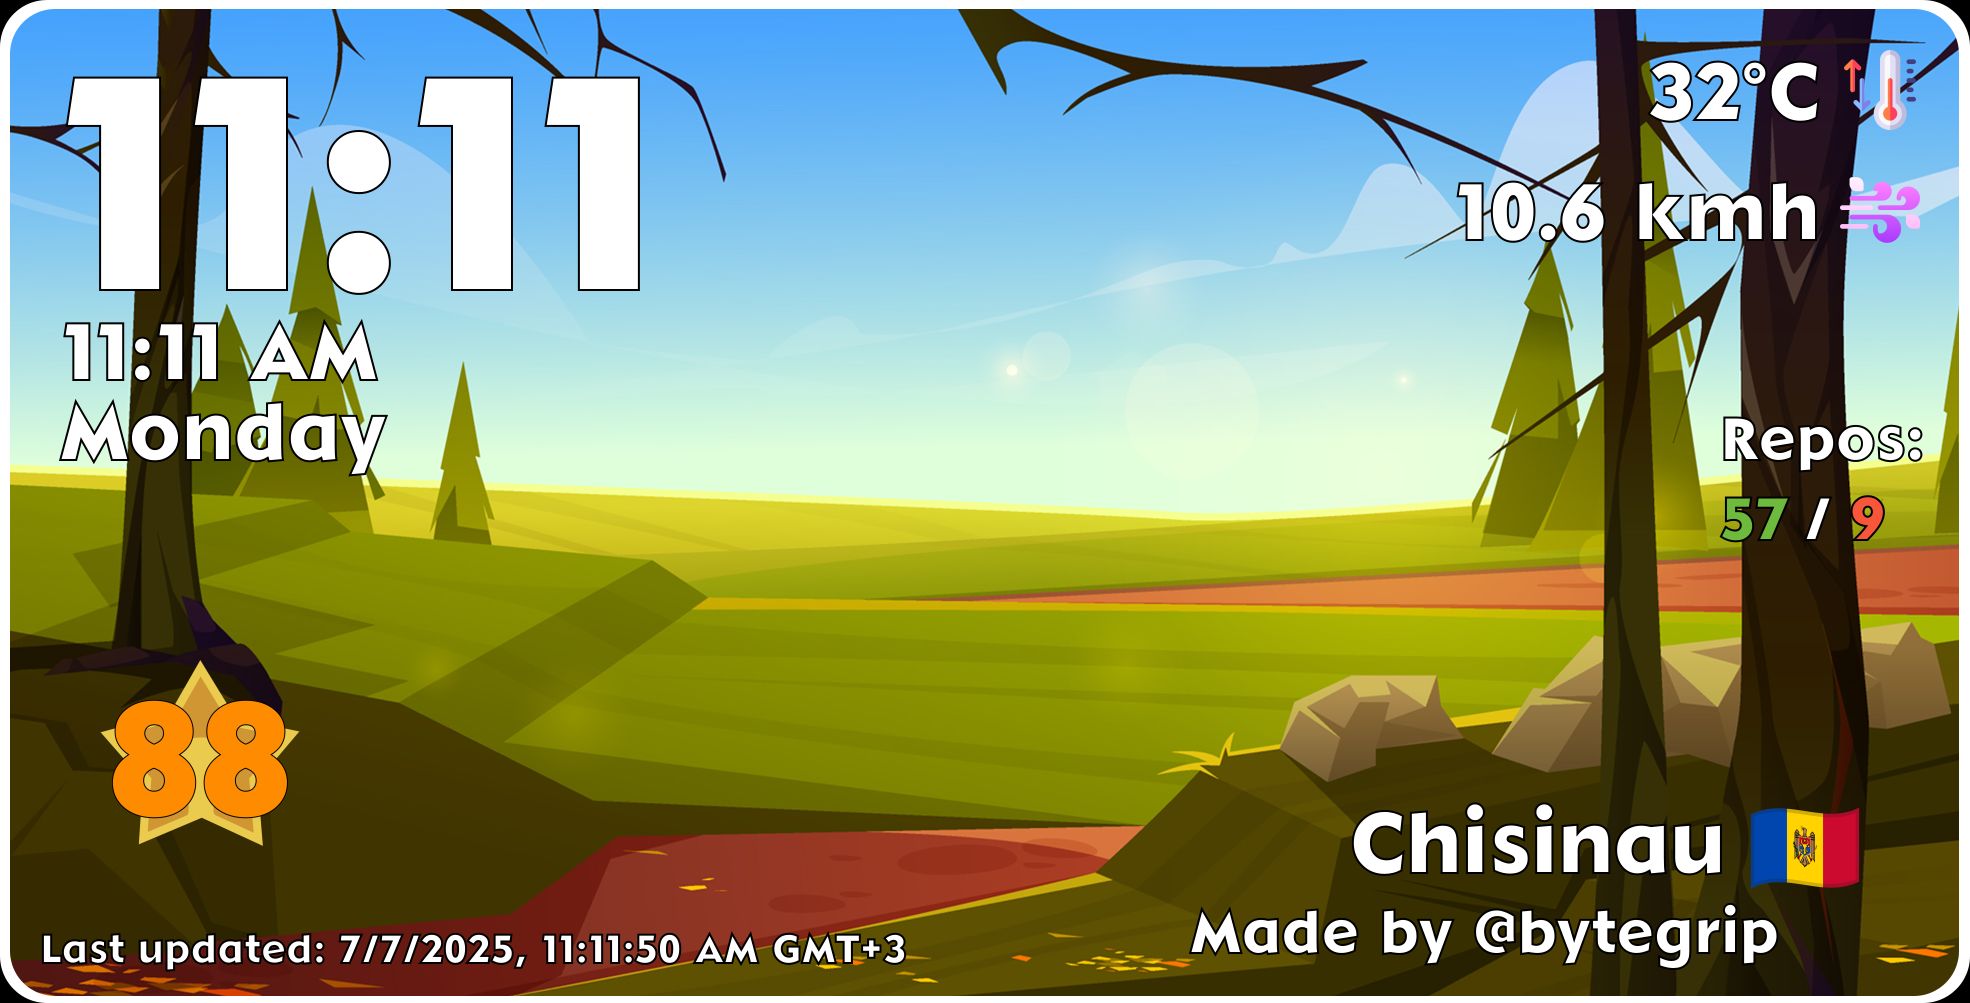 11:11
11:11 AM
Monday
32°C
10.6 kmh
Repos:
57 / 9
88
Chisinau
Made by @bytegrip
Last updated: 7/7/2025, 11:11:50 AM GMT+3